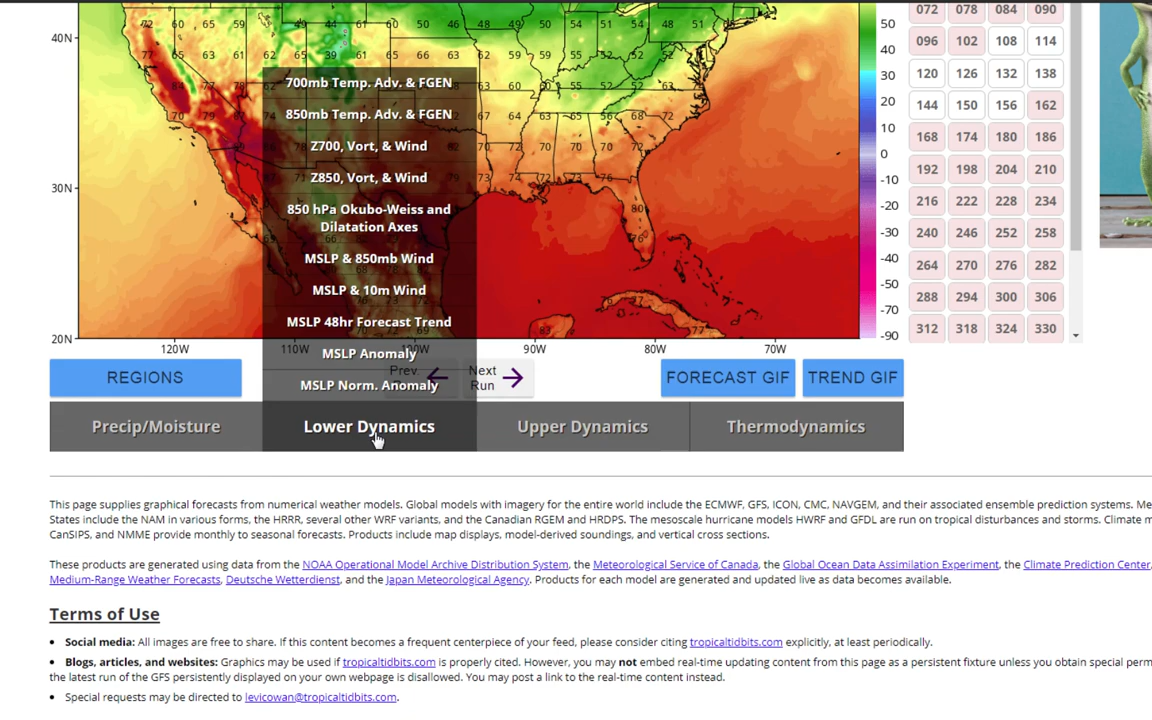 072 078 084 090
096 102 108 114
120 126 132 138
144 150 156 162
168 174 180 186
192 198 204 210
216 222 228 234
240 246 252 258
264 270 276 282
288 294 300 306
312 318 324 330
50
40
30
20
10
0
-10
-20
-30
-40
-50
-70
-90
40N
30N
20N
120W 110W 100W 90W 80W 70W
700mb Temp. Adv. & FGEN
850mb Temp. Adv. & FGEN
Z700, Vort, & Wind
Z850, Vort, & Wind
850 hPa Okubo-Weiss and
Dilatation Axes
MSLP & 850mb Wind
MSLP & 10m Wind
MSLP 48hr Forecast Trend
MSLP Anomaly
MSLP Norm. Anomaly
REGIONS
Prev.
Next
Run
FORECAST GIF TREND GIF
Precip/Moisture Lower Dynamics Upper Dynamics Thermodynamics
This page supplies graphical forecasts from numerical weather models. Global models with imagery for the entire world include the ECMWF, GFS, ICON, CMC, NAVGEM, and their associated ensemble prediction systems. Me
States include the NAM in various forms, the HRRR, several other WRF variants, and the Canadian RGEM and HRDPS. The mesoscale hurricane models HWRF and GFDL are run on tropical disturbances and storms. Climate m
CanSIPS, and NMME provide monthly to seasonal forecasts. Products include map displays, model-derived soundings, and vertical cross sections.
These products are generated using data from the NOAA Operational Model Archive Distribution System, the Meteorological Service of Canada, the Global Ocean Data Assimilation Experiment, the Climate Prediction Center,
Medium-Range Weather Forecasts, Deutsche Wetterdienst, and the Japan Meteorological Agency. Products for each model are generated and updated live as data becomes available.
Terms of Use
• Social media: All images are free to share. If this content becomes a frequent centerpiece of your feed, please consider citing tropicaltidbits.com explicitly, at least periodically.
• Blogs, articles, and websites: Graphics may be used if tropicaltidbits.com is properly cited. However, you may not embed real-time updating content from this page as a persistent fixture unless you obtain special perm
the latest run of the GFS persistently displayed on your own webpage is disallowed. You may post a link to the real-time content instead.
• Special requests may be directed to levicowan@tropicaltidbits.com.